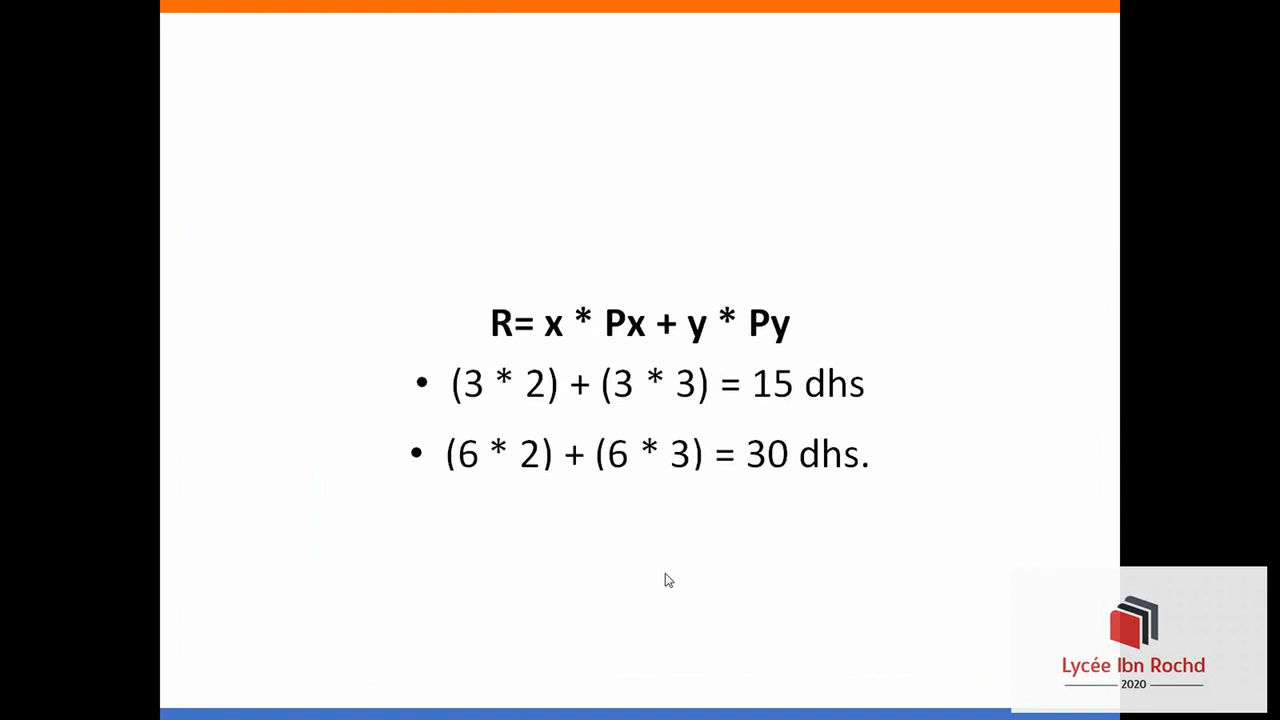 R= x * Px + y * Py
• (3 * 2) + (3 * 3) = 15 dhs
• (6 * 2) + (6 * 3) = 30 dhs.
Lycée Ibn Rochd
2020